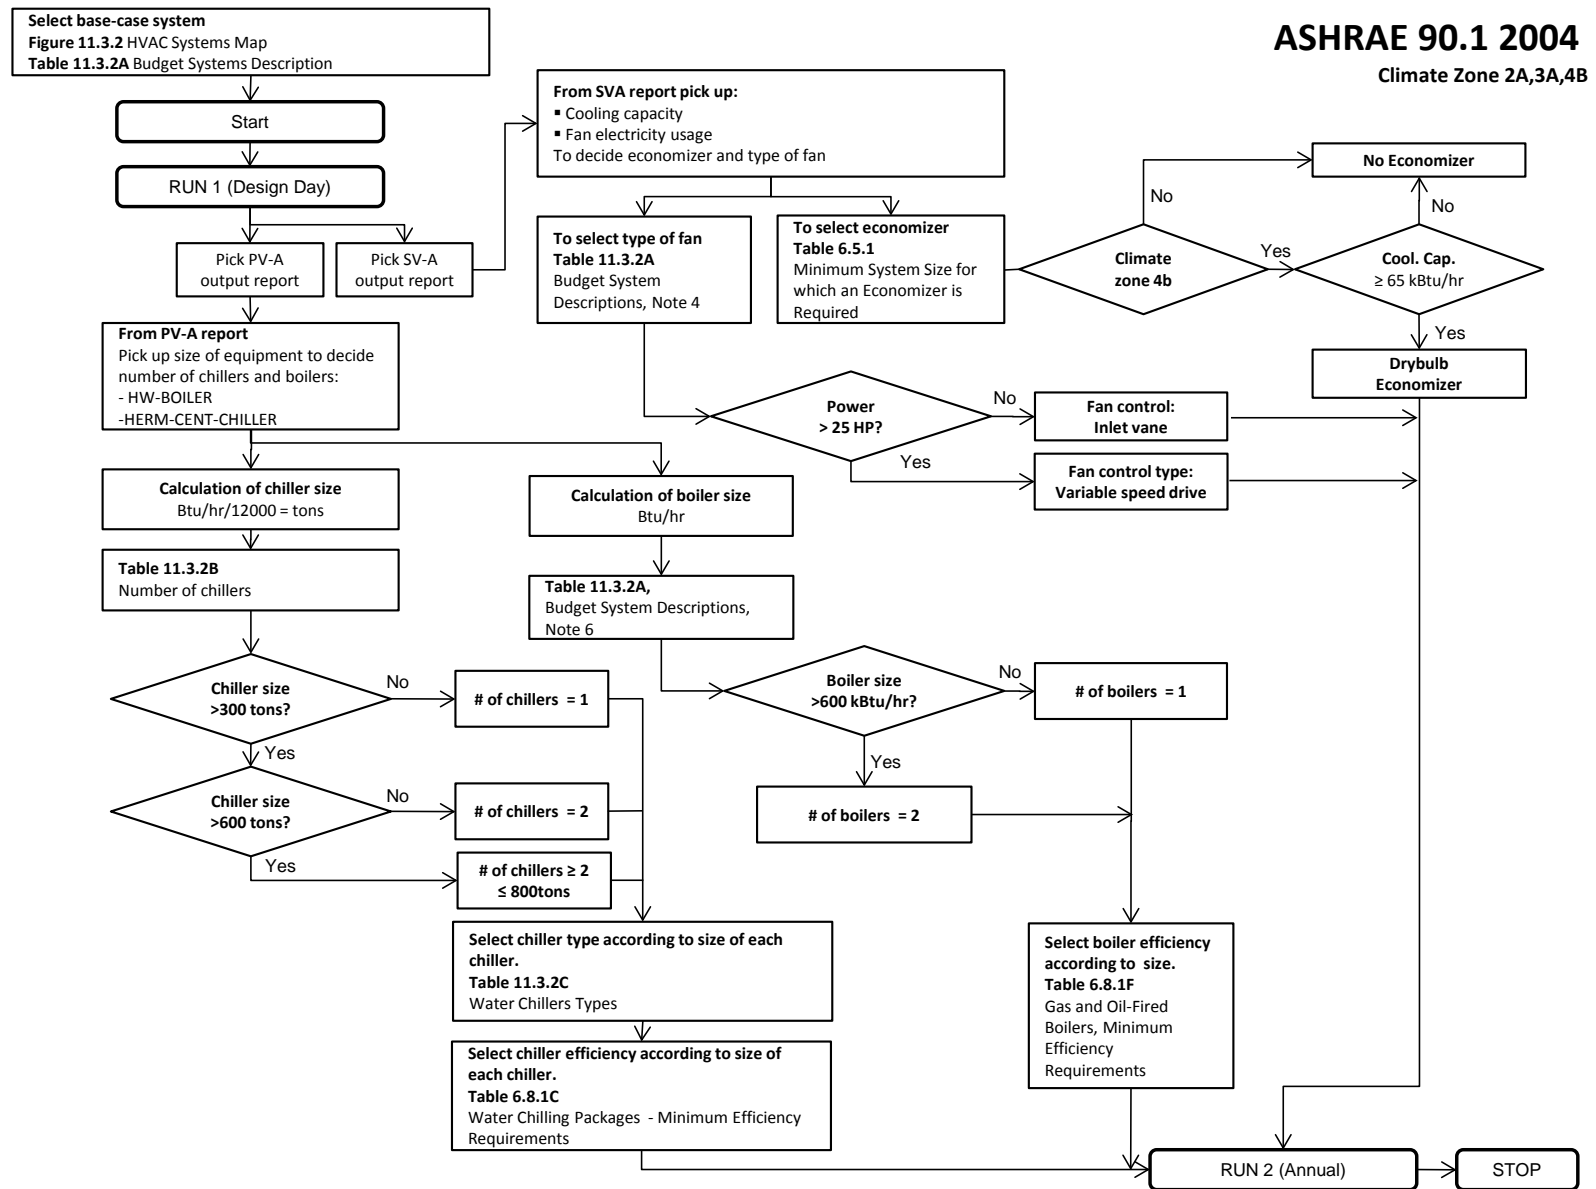 Select base-case system
Figure 11.3.2 HVAC Systems Map
Table 11.3.2A Budget Systems Description
ASHRAE 90.1 2004
Climate Zone 2A,3A,4B
Start
RUN 1 (Design Day)
Pick PV-A
output report
Pick SV-A
output report
From SVA report pick up:
▪ Cooling capacity
▪ Fan electricity usage
To decide economizer and type of fan
To select type of fan
Table 11.3.2A
Budget System
Descriptions, Note 4
To select economizer
Table 6.5.1
Minimum System Size for
which an Economizer is
Required
Climate
zone 4b
No
Yes
No Economizer
No
Cool. Cap.
≥ 65 kBtu/hr
Yes
Drybulb
Economizer
From PV-A report
Pick up size of equipment to decide
number of chillers and boilers:
- HW-BOILER
-HERM-CENT-CHILLER
Power
> 25 HP?
No
Fan control:
Inlet vane
Yes
Fan control type:
Variable speed drive
Calculation of chiller size
Btu/hr/12000 = tons
Calculation of boiler size
Btu/hr
Table 11.3.2B
Number of chillers
Table 11.3.2A,
Budget System Descriptions,
Note 6
Chiller size
>300 tons?
No
# of chillers = 1
Yes
Chiller size
>600 tons?
No
# of chillers = 2
Yes
# of chillers ≥ 2
≤ 800tons
Boiler size
>600 kBtu/hr?
No
# of boilers = 1
Yes
# of boilers = 2
Select chiller type according to size of each
chiller.
Table 11.3.2C
Water Chillers Types
Select chiller efficiency according to size of
each chiller.
Table 6.8.1C
Water Chilling Packages - Minimum Efficiency
Requirements
Select boiler efficiency
according to size.
Table 6.8.1F
Gas and Oil-Fired
Boilers, Minimum
Efficiency
Requirements
RUN 2 (Annual)
STOP